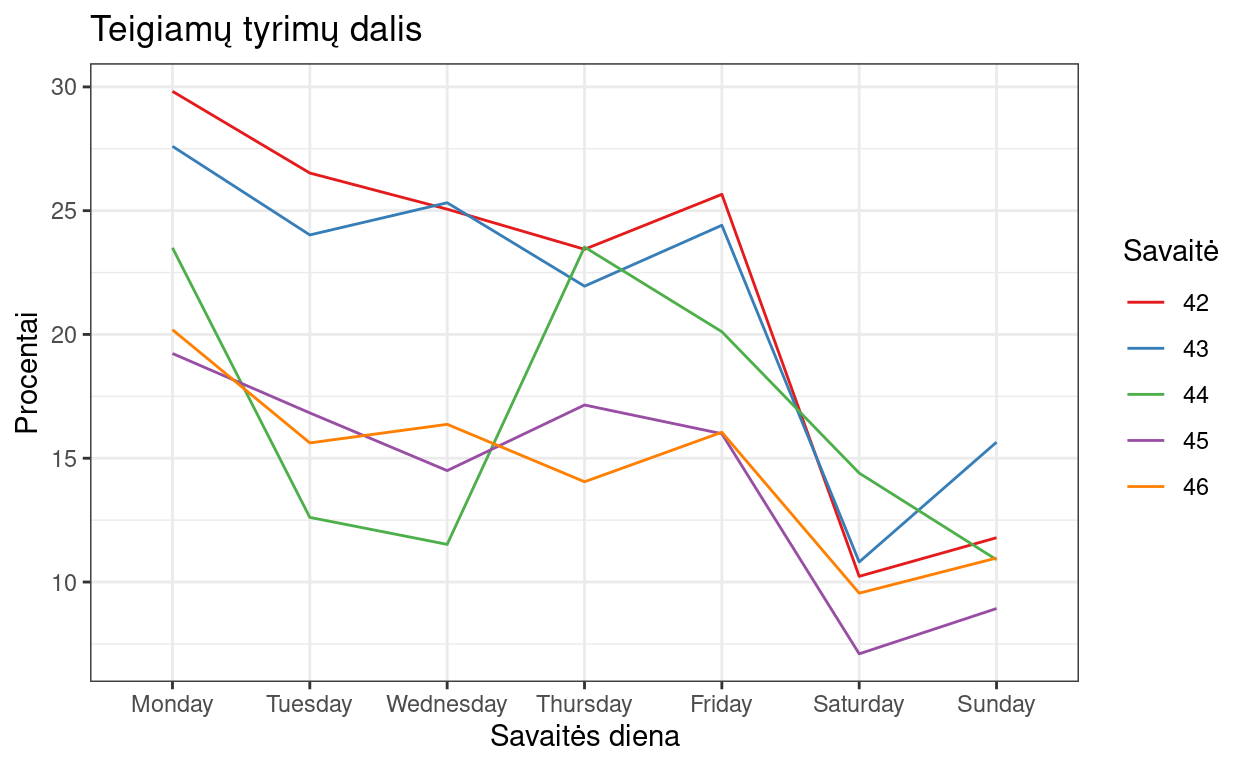 Teigiamų tyrimų dalis
Procentai
30
25
20
15
10
Monday Tuesday Wednesday Thursday Friday Saturday Sunday
Savaitės diena
Savaitė
42
43
44
45
46